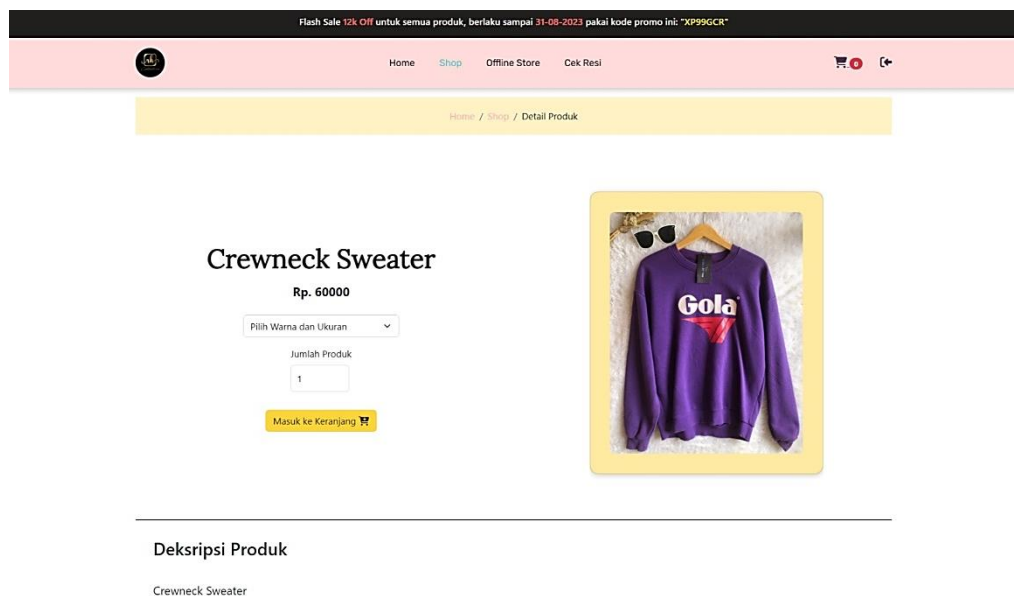 Flash Sale 12k Off untuk semua produk, berlaku sampai 31-08-2023 pakai kode promo ini: "XP99GCR"
Home Shop Offline Store Cek Resi 0
Home / Shop / Detail Produk
Crewneck Sweater
Rp. 60000
Pilih Warna dan Ukuran
Jumlah Produk
1
Masuk ke Keranjang
Gola
Deksripsi Produk
Crewneck Sweater